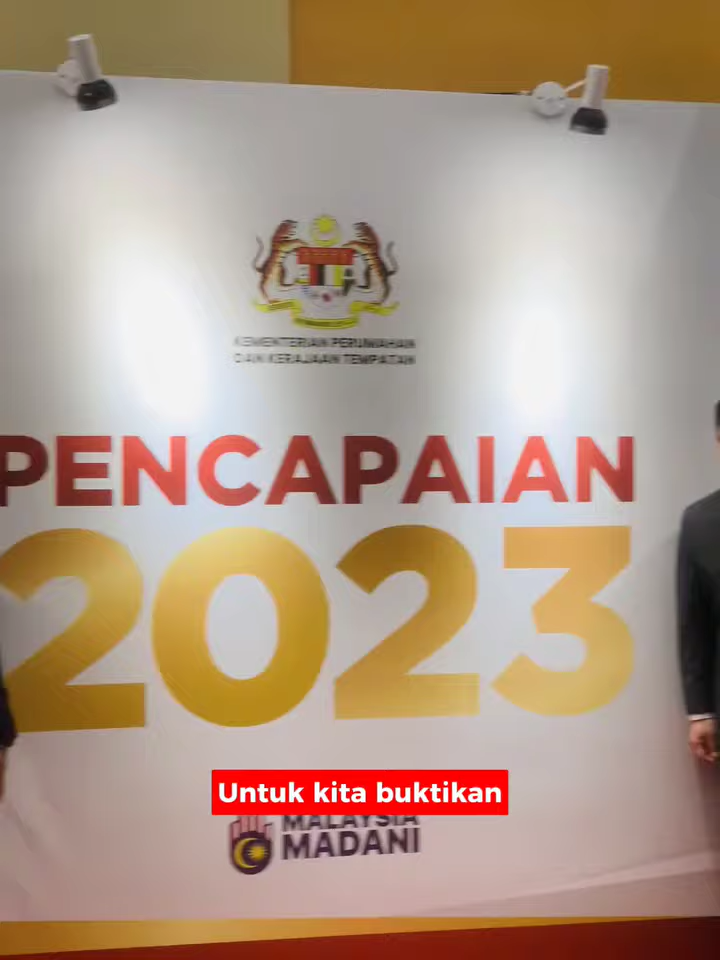 KEMENTERIAN PERUMAHAN
DAN KERAJAAN TEMPATAN
PENCAPAIAN
2023
Untuk kita buktikan
MALAYSIA
MADANI